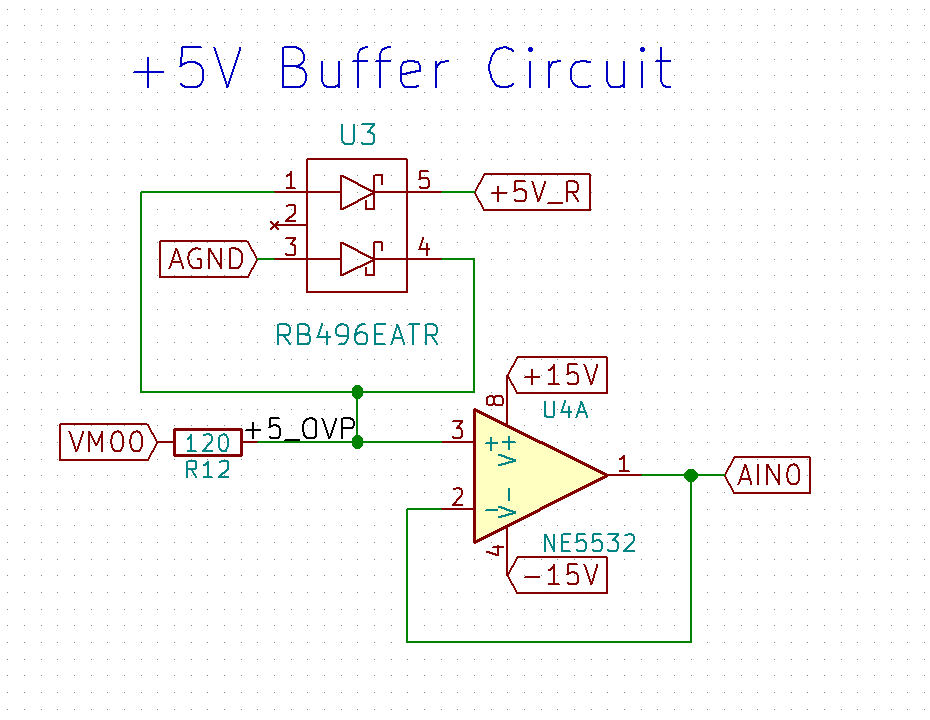 +5V Buffer Circuit
U3
1
5
+5V_R
2
3
4
AGND
RB496EATR
+15V
8
U4A
VM00
120
+5_OVP
R12
3
+
V+
1
AIN0
2
-
V-
4
NE5532
-15V